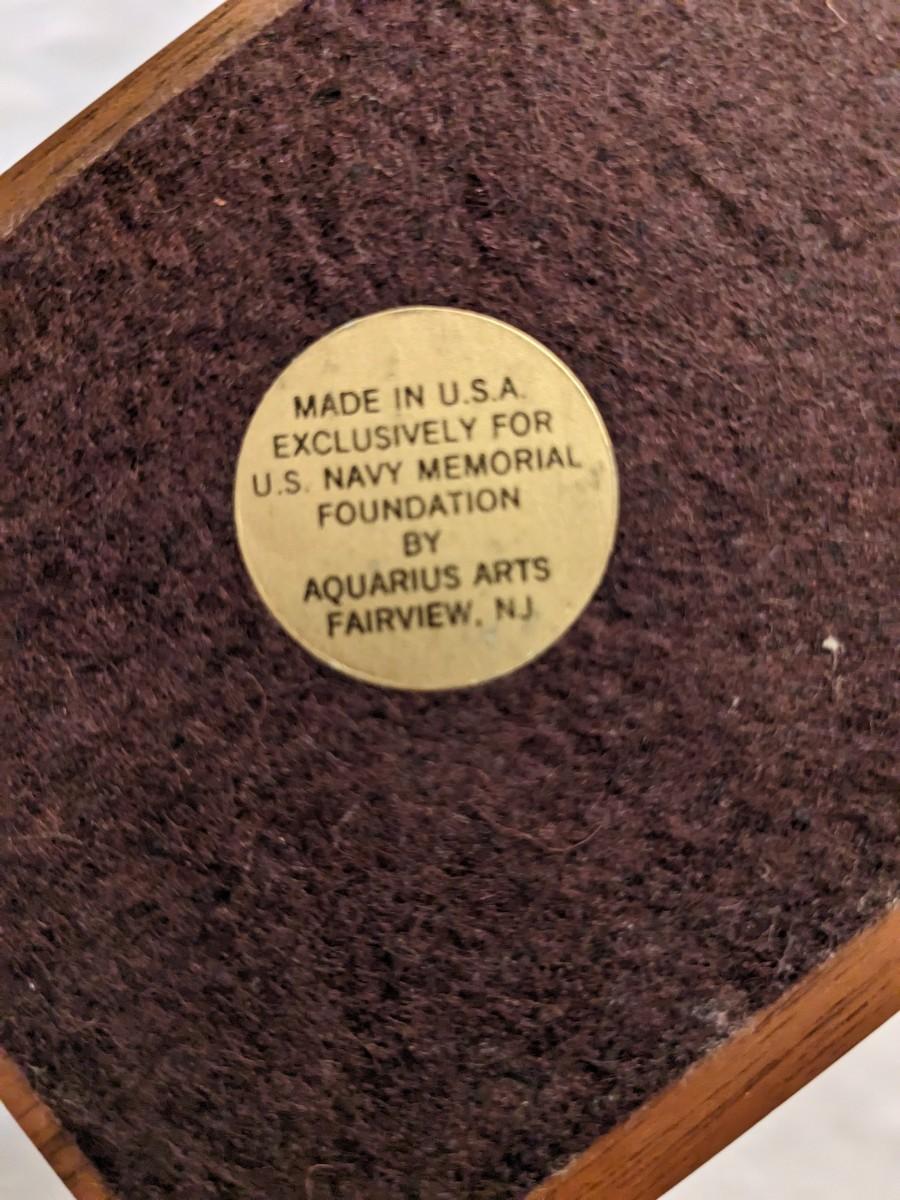 MADE IN U.S.A.
EXCLUSIVELY FOR
U.S. NAVY MEMORIAL
FOUNDATION
BY
AQUARIUS ARTS
FAIRVIEW, NJ